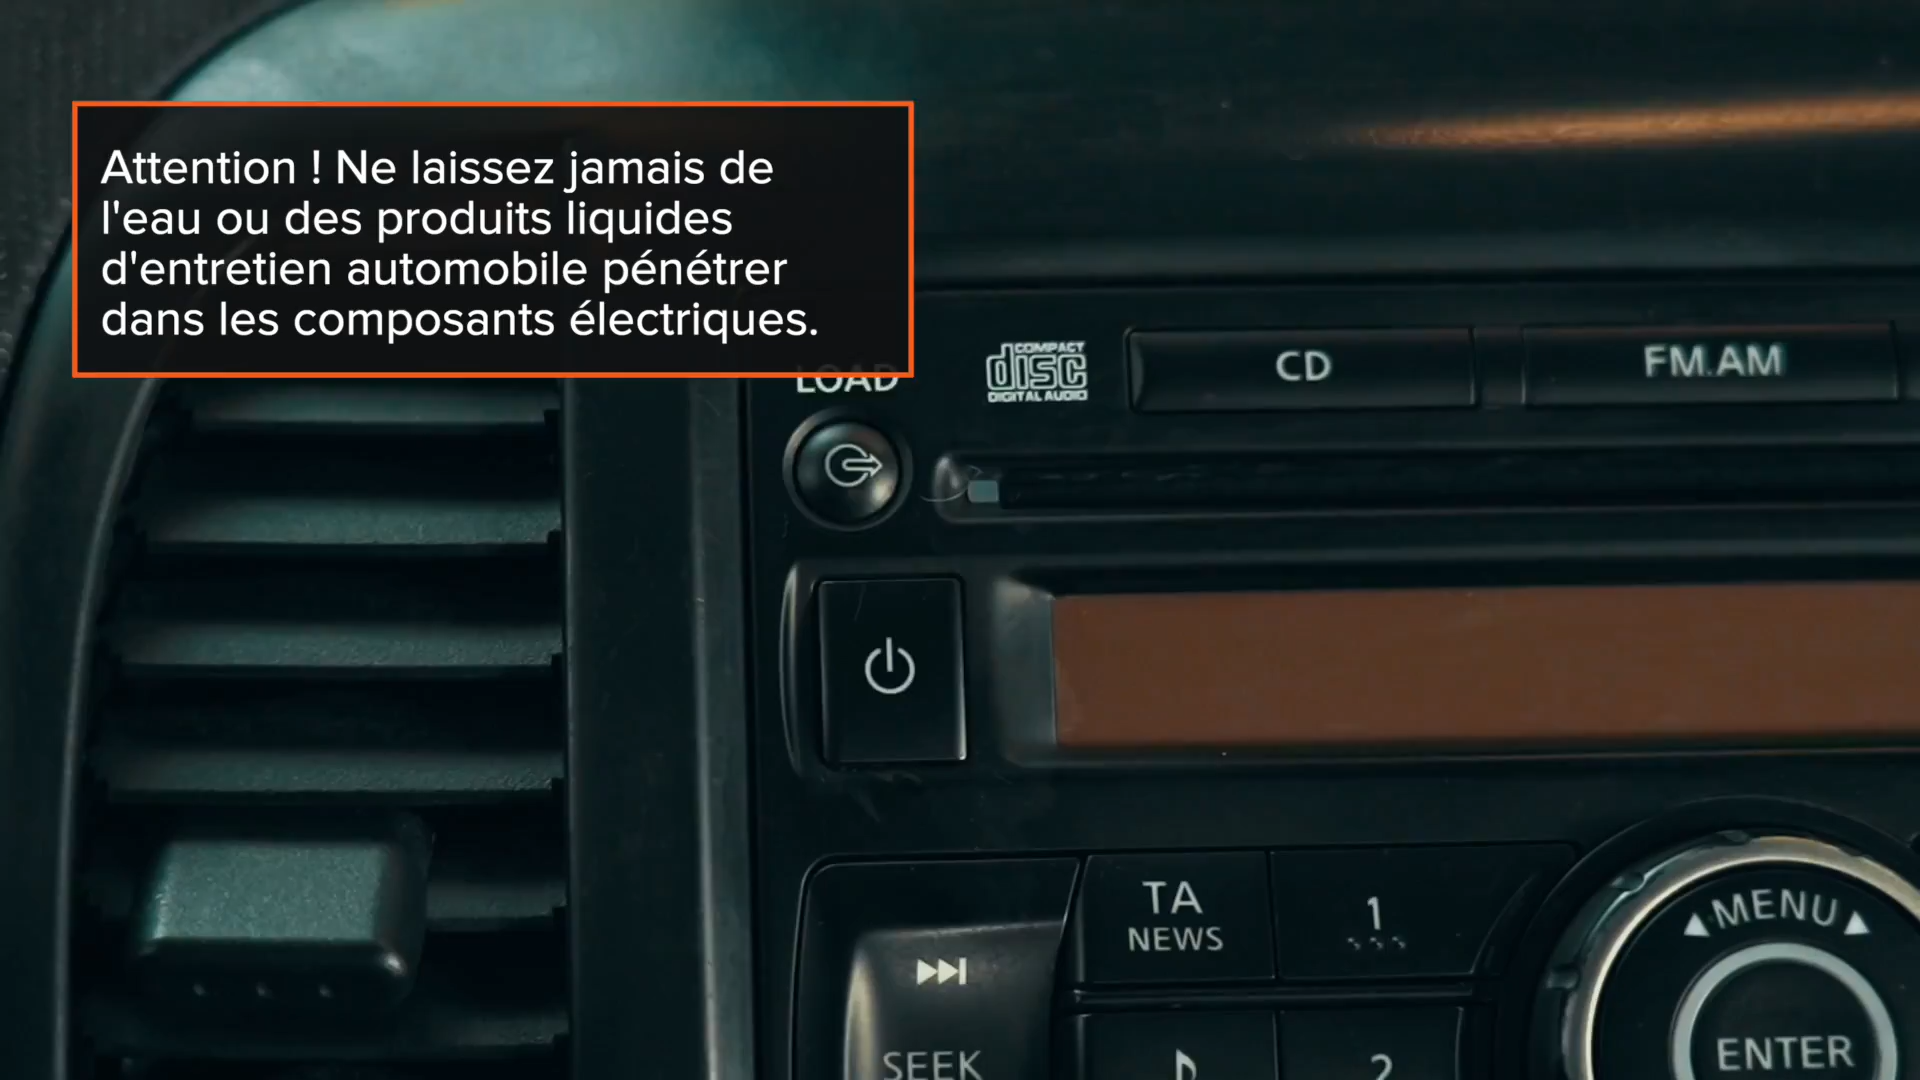 Attention ! Ne laissez jamais de
l'eau ou des produits liquides
d'entretien automobile pénétrer
dans les composants électriques.
LOAD
COMPACT
disc
DIGITAL AUDIO
CD
FM.AM
TA
NEWS
1
MENU
ENTER
SEEK
2